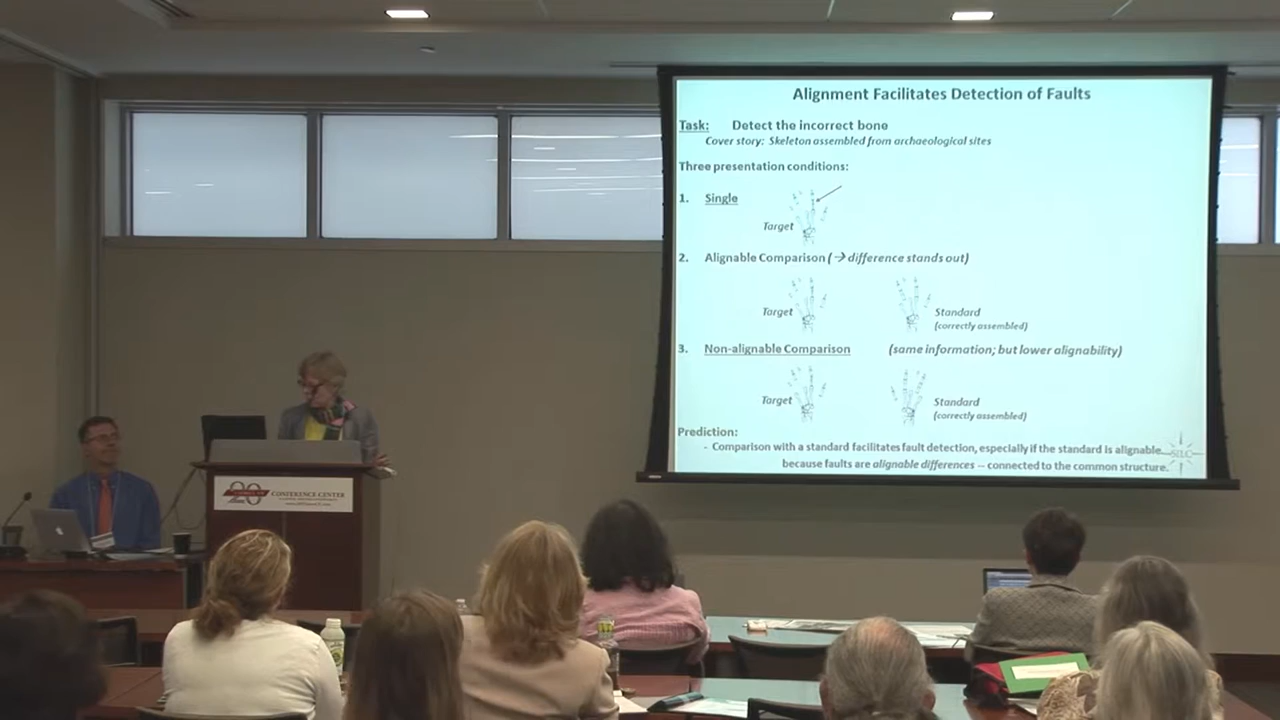 Alignment Facilitates Detection of Faults
Task: Detect the incorrect bone
Cover story: Skeleton assembled from archaeological sites
Three presentation conditions:
1. Single
Target
2. Alignable Comparison (→ difference stands out)
Target
Standard
(correctly assembled)
3. Non-alignable Comparison (same information; but lower alignability)
Target
Standard
(correctly assembled)
Prediction:
- Comparison with a standard facilitates fault detection, especially if the standard is alignable
because faults are alignable differences -- connected to the common structure.
SILC
20
CONFERENCE CENTER